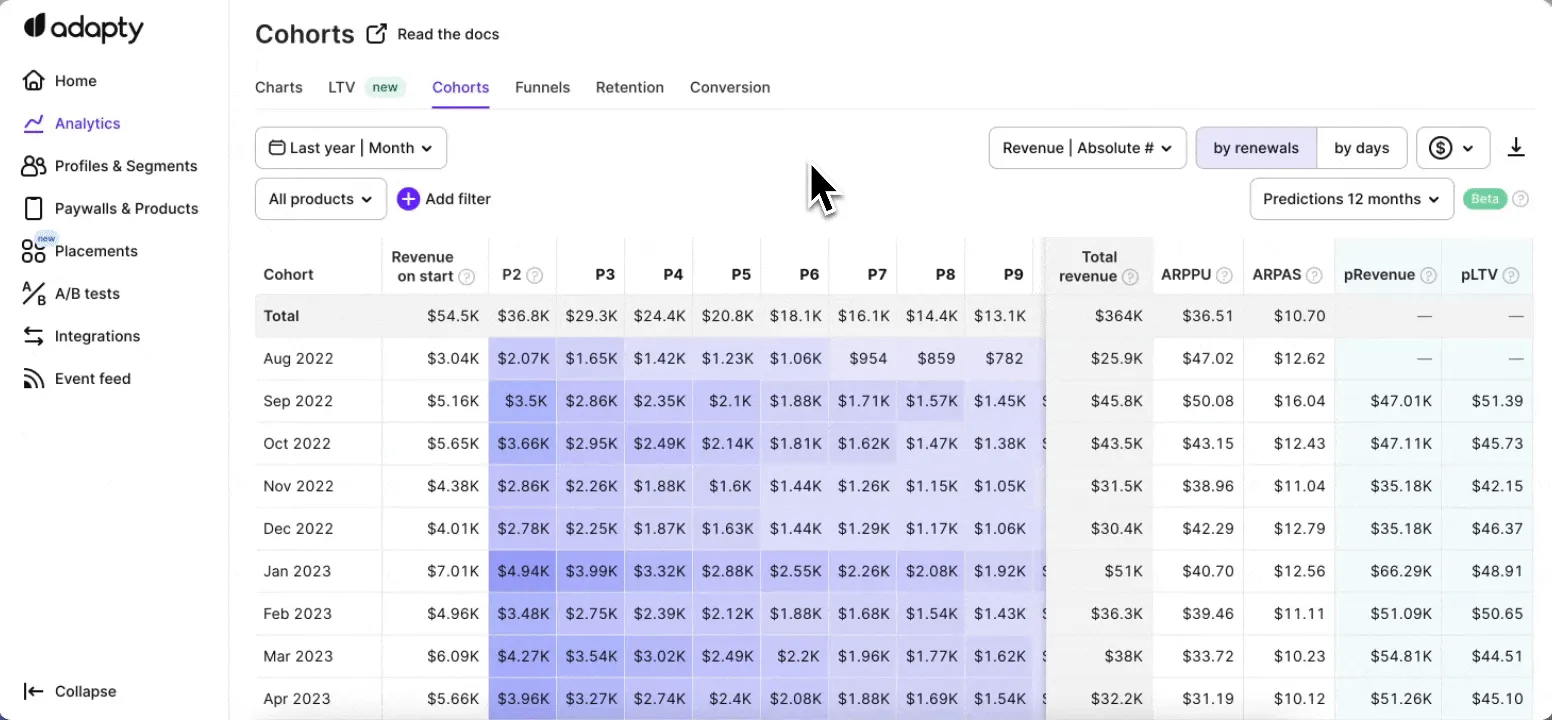 adapty
Home
Analytics
Profiles & Segments
Paywalls & Products
new
Placements
A/B tests
Integrations
Event feed
Collapse
Cohorts Read the docs
Charts LTV new Cohorts Funnels Retention Conversion
Last year | Month Revenue | Absolute # by renewals by days $
All products + Add filter Predictions 12 months Beta ?
Cohort Revenue on start ? P2 ? P3 P4 P5 P6 P7 P8 P9 Total revenue ? ARPPU ? ARPAS ? pRevenue ? pLTV ?
Total $54.5K $36.8K $29.3K $24.4K $20.8K $18.1K $16.1K $14.4K $13.1K $364K $36.51 $10.70 — —
Aug 2022 $3.04K $2.07K $1.65K $1.42K $1.23K $1.06K $954 $859 $782 $25.9K $47.02 $12.62 — —
Sep 2022 $5.16K $3.5K $2.86K $2.35K $2.1K $1.88K $1.71K $1.57K $1.45K $45.8K $50.08 $16.04 $47.01K $51.39
Oct 2022 $5.65K $3.66K $2.95K $2.49K $2.14K $1.81K $1.62K $1.47K $1.38K $43.5K $43.15 $12.43 $47.11K $45.73
Nov 2022 $4.38K $2.86K $2.26K $1.88K $1.6K $1.44K $1.26K $1.15K $1.05K $31.5K $38.96 $11.04 $35.18K $42.15
Dec 2022 $4.01K $2.78K $2.25K $1.87K $1.63K $1.44K $1.29K $1.17K $1.06K $30.4K $42.29 $12.79 $35.18K $46.37
Jan 2023 $7.01K $4.94K $3.99K $3.32K $2.88K $2.55K $2.26K $2.08K $1.92K $51K $40.70 $12.56 $66.29K $48.91
Feb 2023 $4.96K $3.48K $2.75K $2.39K $2.12K $1.88K $1.68K $1.54K $1.43K $36.3K $39.46 $11.11 $51.09K $50.65
Mar 2023 $6.09K $4.27K $3.54K $3.02K $2.49K $2.2K $1.96K $1.77K $1.62K $38K $33.72 $10.23 $54.81K $44.51
Apr 2023 $5.66K $3.96K $3.27K $2.74K $2.4K $2.08K $1.88K $1.69K $1.54K $32.2K $31.19 $10.12 $51.26K $45.10